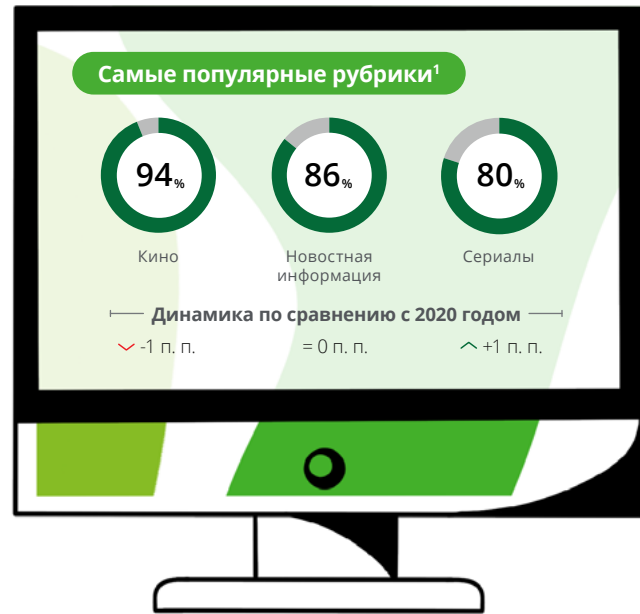 Самые популярные рубрики¹
94%
86%
80%
Кино
Новостная
информация
Сериалы
Динамика по сравнению с 2020 годом
-1 п. п.
= 0 п. п.
+1 п. п.